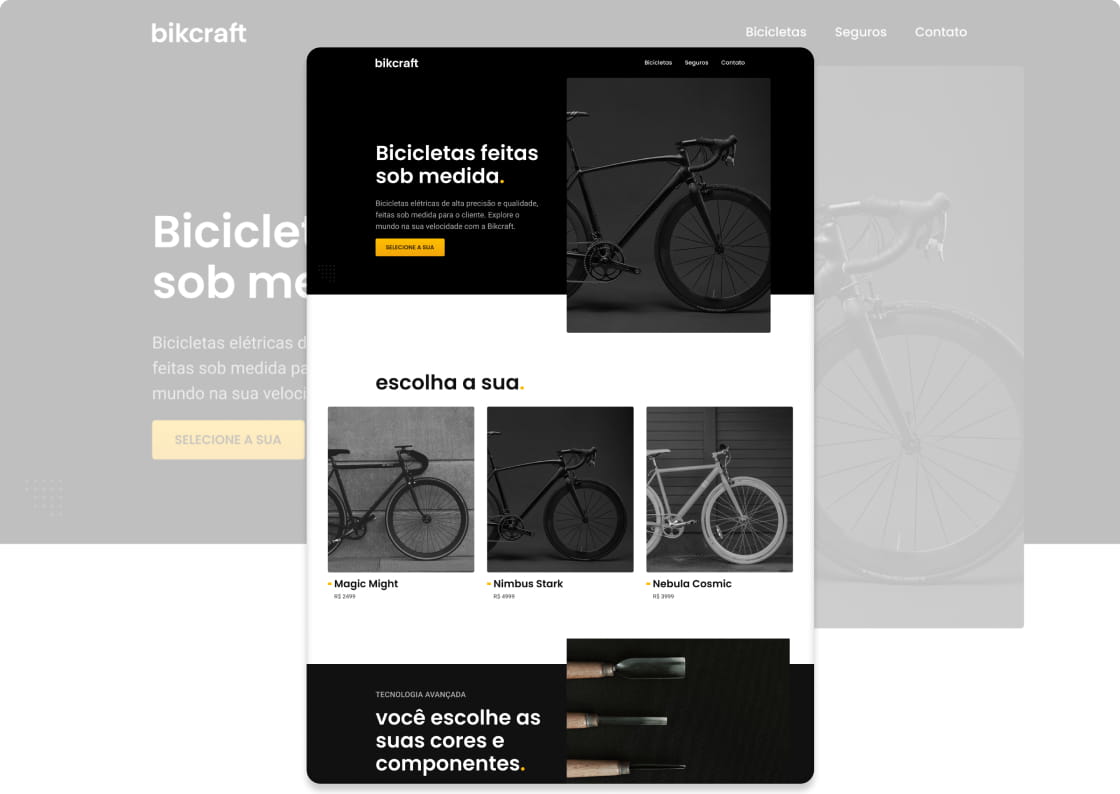 bikcraft
Bicicletas Seguros Contato
Biciclet
sob me
Bicicletas elétricas d
feitas sob medida pa
mundo na sua veloci
SELECIONE A SUA
bikcraft
Bicicletas Seguros Contato
Bicicletas feitas
sob medida.
Bicicletas elétricas de alta precisão e qualidade,
feitas sob medida para o cliente. Explore o
mundo na sua velocidade com a Bikcraft.
SELECIONE A SUA
escolha a sua.
Magic Might
R$ 2499
Nimbus Stark
R$ 4999
Nebula Cosmic
R$ 3999
TECNOLOGIA AVANÇADA
você escolhe as
suas cores e
componentes.